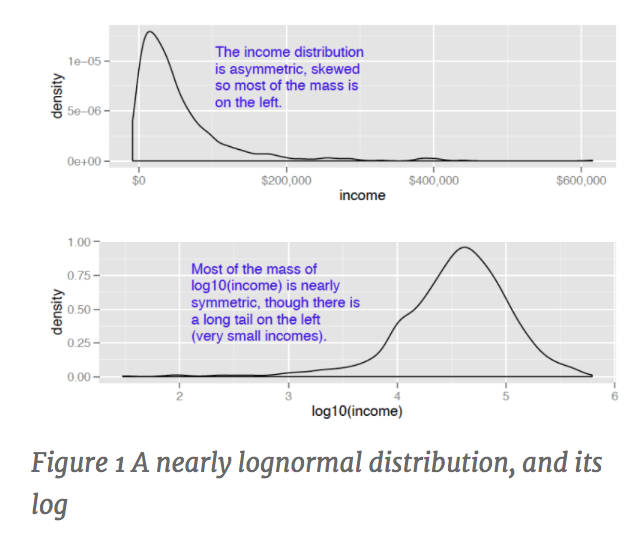 The income distribution
is asymmetric, skewed
so most of the mass is
on the left.
1e−05
5e−06
0e+00
density
$0 $200,000 $400,000 $600,000
income
1.00
0.75
0.50
0.25
0.00
density
Most of the mass of
log10(income) is nearly
symmetric, though there is
a long tail on the left
(very small incomes).
2 3 4 5 6
log10(income)
Figure 1 A nearly lognormal distribution, and its
log